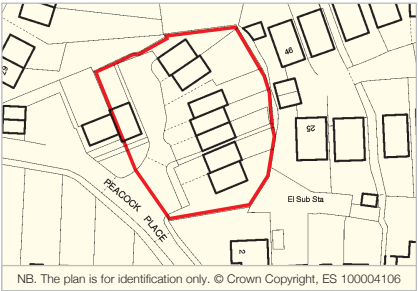 67
46
25
PEACOCK PLACE
El Sub Sta
2
NB. The plan is for identification only. © Crown Copyright, ES 100004106